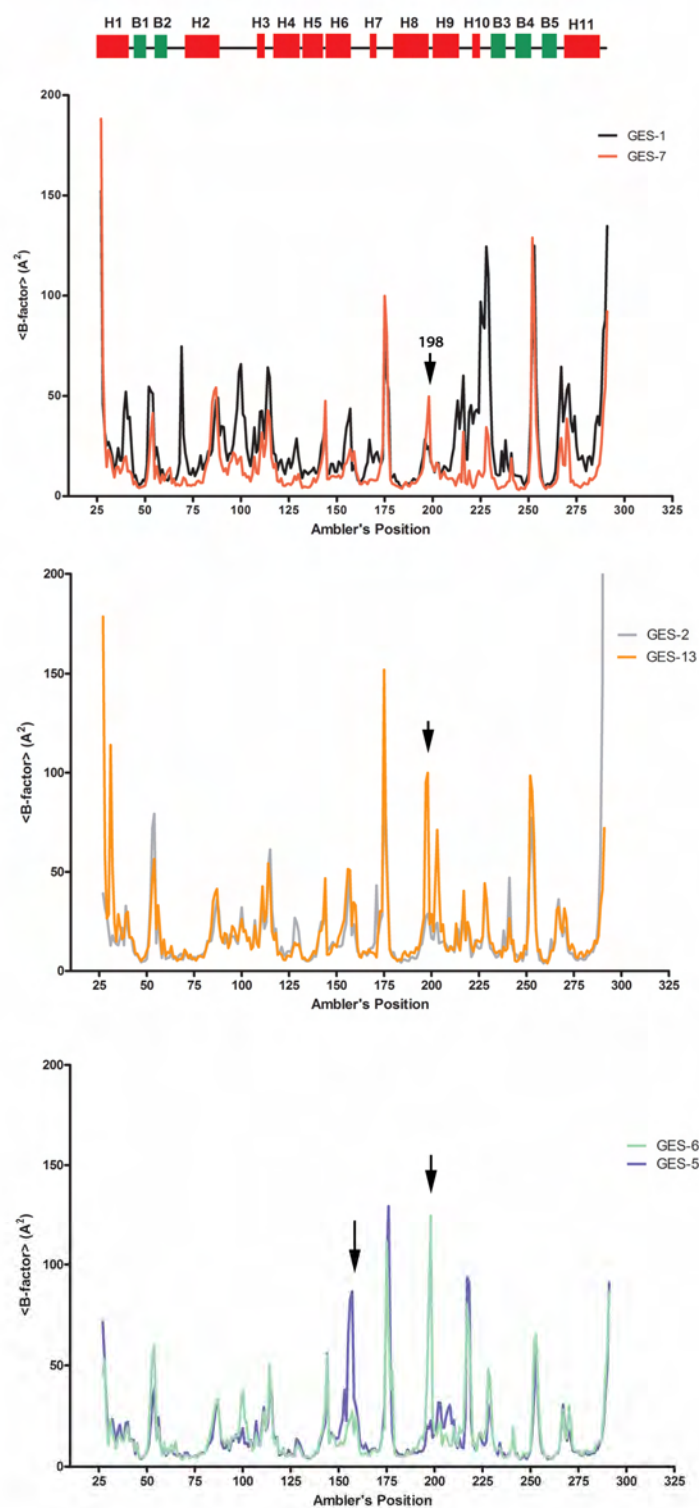 H1 B1 B2 H2 H3 H4 H5 H6 H7 H8 H9 H10 B3 B4 B5 H11
200
150
100
50
0
<B-factor> (A²)
GES-1
GES-7
198
25 50 75 100 125 150 175 200 225 250 275 300 325
Ambler's Position
200
150
100
50
0
<B-factor> (A²)
GES-2
GES-13
25 50 75 100 125 150 175 200 225 250 275 300 325
Ambler's Position
200
150
100
50
0
<B-factor> (A²)
GES-6
GES-5
25 50 75 100 125 150 175 200 225 250 275 300 325
Ambler's Position